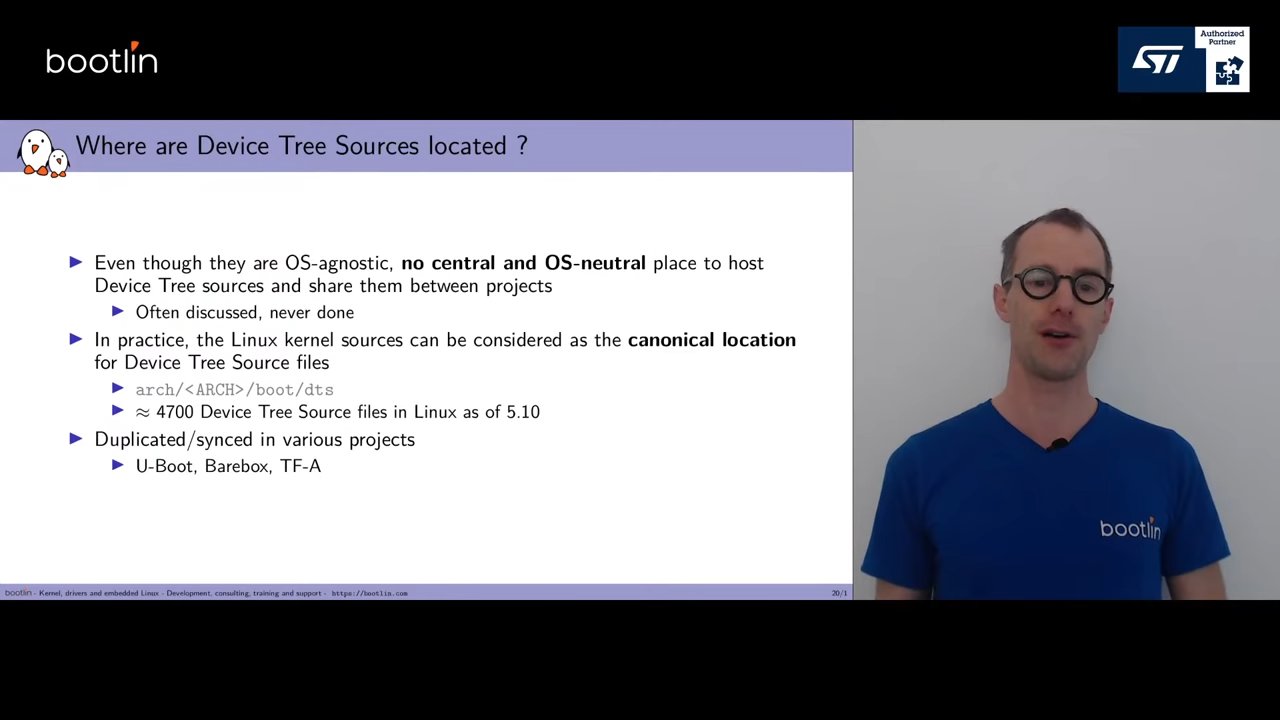 bootlin
Authorized
Partner
Where are Device Tree Sources located ?
▶ Even though they are OS-agnostic, no central and OS-neutral place to host
Device Tree sources and share them between projects
▶ Often discussed, never done
▶ In practice, the Linux kernel sources can be considered as the canonical location
for Device Tree Source files
▶ arch/<ARCH>/boot/dts
▶ ≈ 4700 Device Tree Source files in Linux as of 5.10
▶ Duplicated/synced in various projects
▶ U-Boot, Barebox, TF-A
bootlin
bootlin - Kernel, drivers and embedded Linux - Development, consulting, training and support - https://bootlin.com
20/1